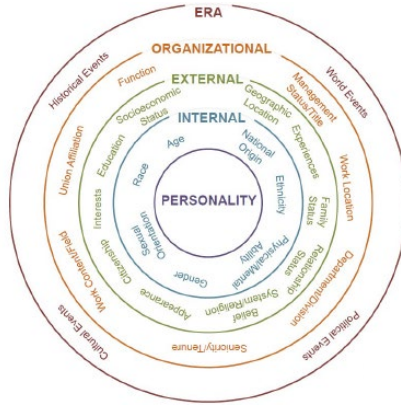 ERA
Historical Events
World Events
Political Events
Cultural Events
ORGANIZATIONAL
Function
Management
Status/Title
Work Location
Department/Division
Seniority/Tenure
Work Content/Field
Union Affiliation
EXTERNAL
Socioeconomic
Status
Geographic
Location
Experiences
Family
Status
Relationship
Status
Belief
System/Religion
Appearance
Citizenship
Interests
Education
INTERNAL
Age
National
Origin
Ethnicity
Physical/Mental
Ability
Gender
Sexual
Orientation
Race
PERSONALITY